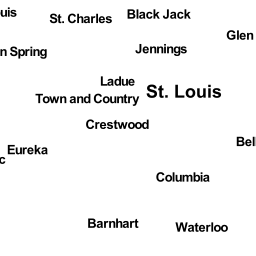 uis
St. Charles
Black Jack
Glen
n Spring
Jennings
Ladue
St. Louis
Town and Country
Crestwood
Bel
Eureka
c
Columbia
Barnhart
Waterloo